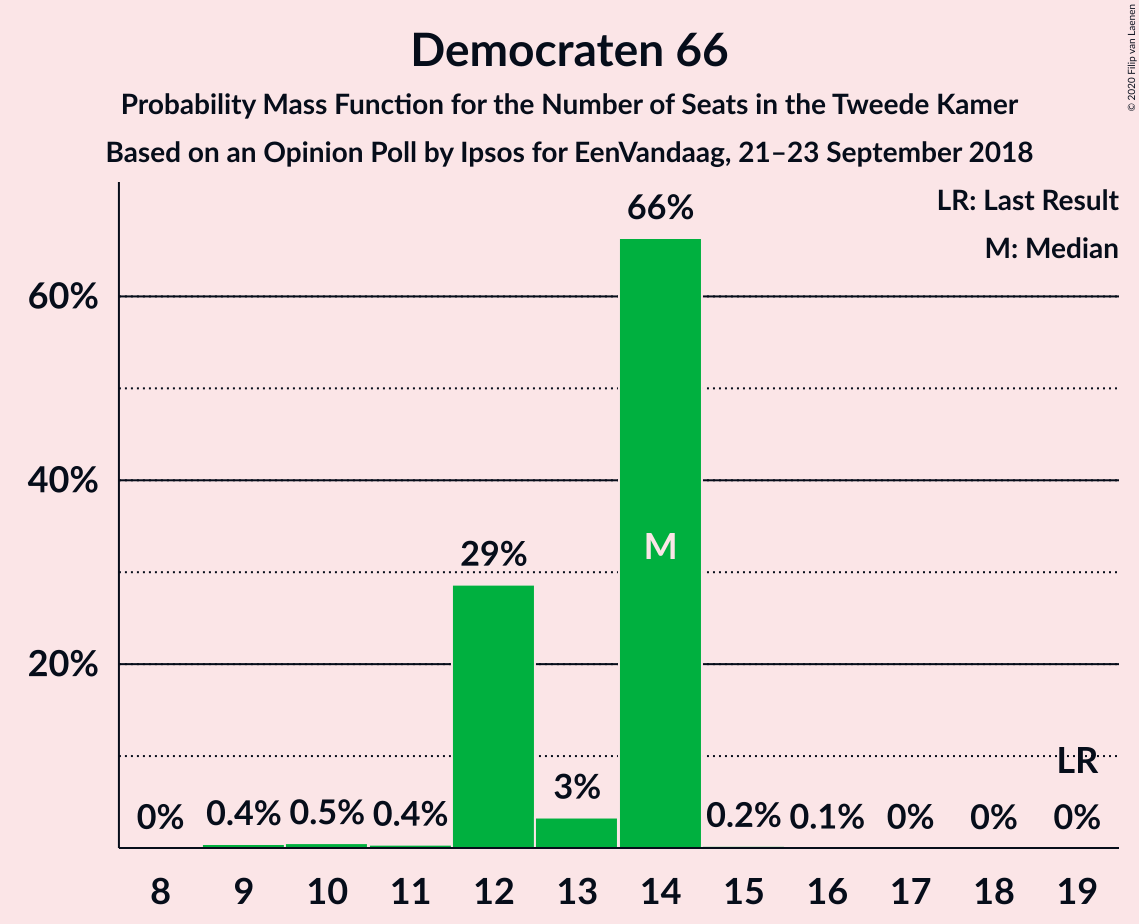 Democraten 66
Probability Mass Function for the Number of Seats in the Tweede Kamer
Based on an Opinion Poll by Ipsos for EenVandaag, 21–23 September 2018
© 2020 Filip van Laenen
LR: Last Result
M: Median
66%
60%
40%
M
29%
20%
LR
0% 0.4% 0.5% 0.4% 3% 0.2% 0.1% 0% 0% 0%
8 9 10 11 12 13 14 15 16 17 18 19